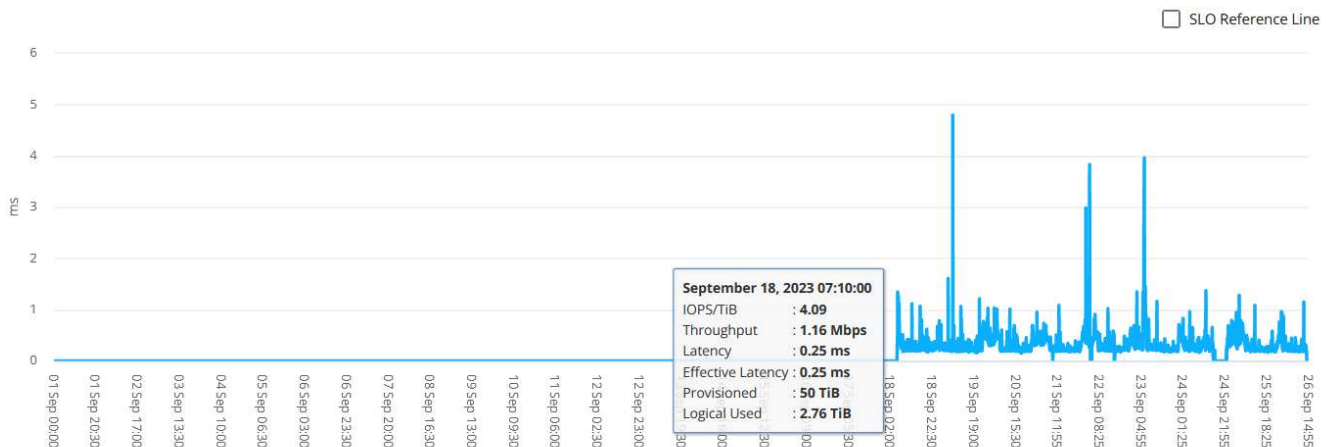 SLO Reference Line
6
5
4
3
2
1
0
ms
September 18, 2023 07:10:00
IOPS/TiB : 4.09
Throughput : 1.16 Mbps
Latency : 0.25 ms
Effective Latency : 0.25 ms
Provisioned : 50 TiB
Logical Used : 2.76 TiB
01 Sep 00:00
01 Sep 20:30
02 Sep 17:00
03 Sep 13:30
04 Sep 10:00
05 Sep 06:30
06 Sep 03:00
06 Sep 23:30
07 Sep 20:00
08 Sep 16:30
09 Sep 13:00
10 Sep 09:30
11 Sep 06:00
12 Sep 02:30
12 Sep 23:00
18 Sep 02:00
18 Sep 22:30
19 Sep 19:00
20 Sep 15:30
21 Sep 11:55
22 Sep 08:25
23 Sep 04:55
24 Sep 01:25
24 Sep 21:55
25 Sep 18:25
26 Sep 14:55